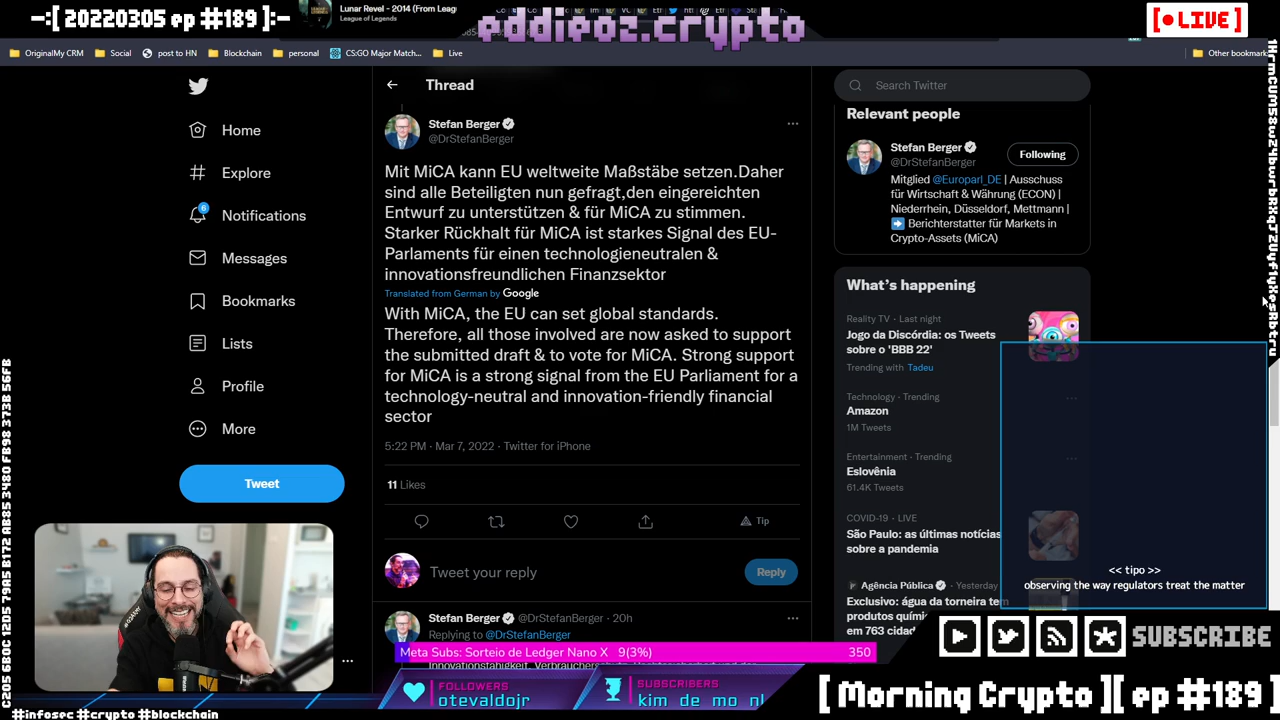 -:[ 20220305 ep #189 ]:-
Lunar Revel - 2014 (From Leag
League of Legends
eddieoz.crypto
[●LIVE]
OriginalMy CRM
Social
post to HN
Blockchain
personal
CS:GO Major Match...
Live
Other bookmark
Home
Explore
6
Notifications
Messages
Bookmarks
Lists
Profile
More
Tweet
Thread
Stefan Berger
@DrStefanBerger
Mit MiCA kann EU weltweite Maßstäbe setzen.Daher
sind alle Beteiligten nun gefragt,den eingereichten
Entwurf zu unterstützen & für MiCA zu stimmen.
Starker Rückhalt für MiCA ist starkes Signal des EU-
Parlaments für einen technologieneutralen &
innovationsfreundlichen Finanzsektor
Translated from German by Google
With MiCA, the EU can set global standards.
Therefore, all those involved are now asked to support
the submitted draft & to vote for MiCA. Strong support
for MiCA is a strong signal from the EU Parliament for a
technology-neutral and innovation-friendly financial
sector
5:22 PM · Mar 7, 2022 · Twitter for iPhone
11 Likes
Tip
Tweet your reply
Reply
Stefan Berger @DrStefanBerger · 20h
Replying to @DrStefanBerger
Search Twitter
Relevant people
Stefan Berger
@DrStefanBerger
Following
Mitglied @Europarl_DE | Ausschuss
für Wirtschaft & Währung (ECON) |
Niederrhein, Düsseldorf, Mettmann |
➡ Berichterstatter für Markets in
Crypto-Assets (MiCA)
What's happening
Reality TV · Last night
Jogo da Discórdia: os Tweets
sobre o 'BBB 22'
Trending with Tadeu
Technology · Trending
Amazon
1M Tweets
Entertainment · Trending
Eslovênia
61.4K Tweets
COVID-19 · LIVE
São Paulo: as últimas notícias
sobre a pandemia
Agência Pública · Yesterday
Exclusivo: água da torneira tem
produtos quími
em 763 cidad
<< tipo >>
observing the way regulators treat the matter
SUBSCRIBE
Meta Subs: Sorteio de Ledger Nano X 9(3%) 350
FOLLOWERS
otevaldojr
SUBSCRIBERS
kim de mo nl
[ Morning Crypto ][ ep #189 ]
#infosec #crypto #blockchain